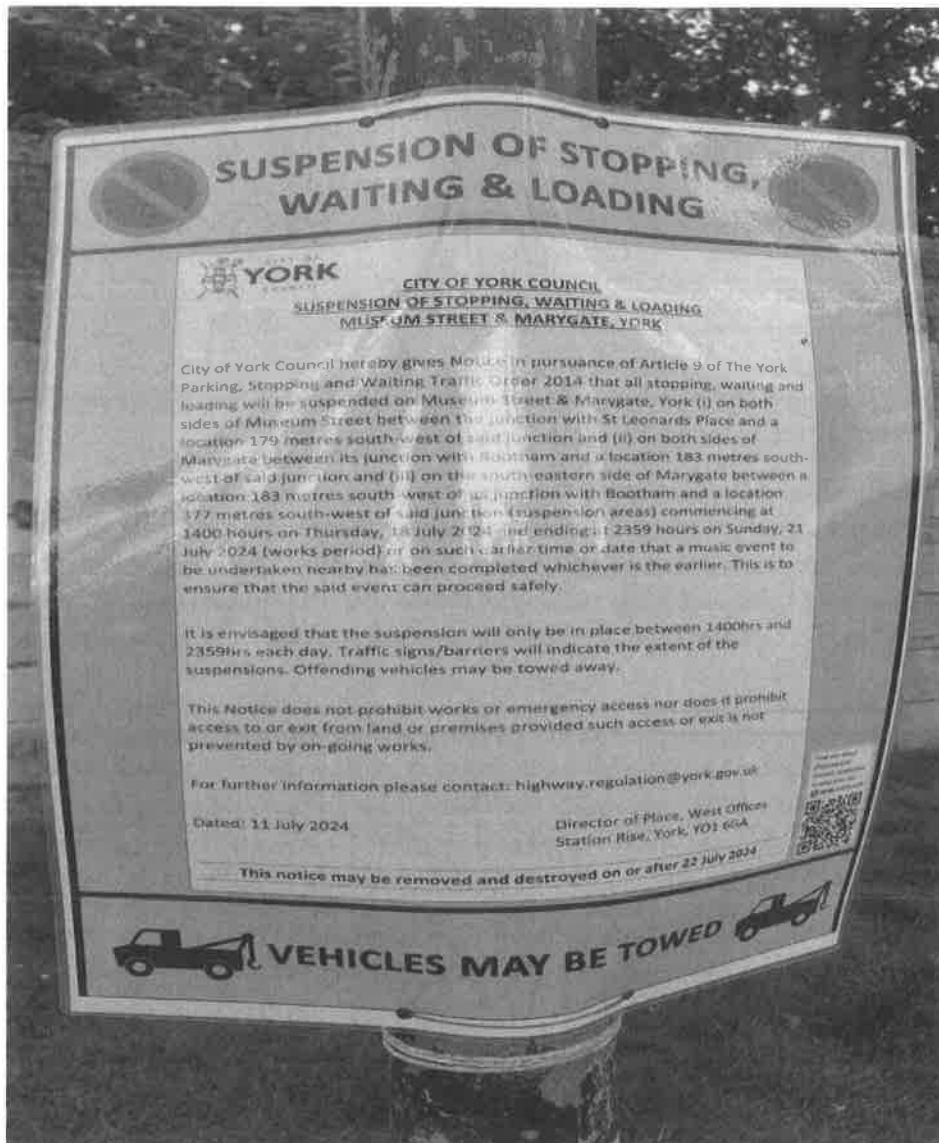 SUSPENSION OF STOPPING,
WAITING & LOADING
CITY OF
YORK
COUNCIL
CITY OF YORK COUNCIL
SUSPENSION OF STOPPING, WAITING & LOADING
MUSEUM STREET & MARYGATE, YORK
City of York Council hereby gives Notice in pursuance of Article 9 of The York
Parking, Stopping and Waiting Traffic Order 2014 that all stopping, waiting and
loading will be suspended on Museum Street & Marygate, York (i) on both
sides of Museum Street between the junction with St Leonards Place and a
location 179 metres south-west of said junction and (ii) on both sides of
Marygate between its junction with Bootham and a location 183 metres south-
west of said junction and (iii) on the south-eastern side of Marygate between a
location 183 metres south-west of its junction with Bootham and a location
377 metres south-west of said junction (suspension areas) commencing at
1400 hours on Thursday, 18 July 2024 and ending at 2359 hours on Sunday, 21
July 2024 (works period) or on such earlier time or date that a music event to
be undertaken nearby has been completed whichever is the earlier. This is to
ensure that the said event can proceed safely.
It is envisaged that the suspension will only be in place between 1400hrs and
2359hrs each day. Traffic signs/barriers will indicate the extent of the
suspensions. Offending vehicles may be towed away.
This Notice does not prohibit works or emergency access nor does it prohibit
access to or exit from land or premises provided such access or exit is not
prevented by on-going works.
For further information please contact: highway.regulation@york.gov.uk
Dated: 11 July 2024
Director of Place, West Offices
Station Rise, York, YO1 6GA
This notice may be removed and destroyed on or after 22 July 2024
VEHICLES MAY BE TOWED